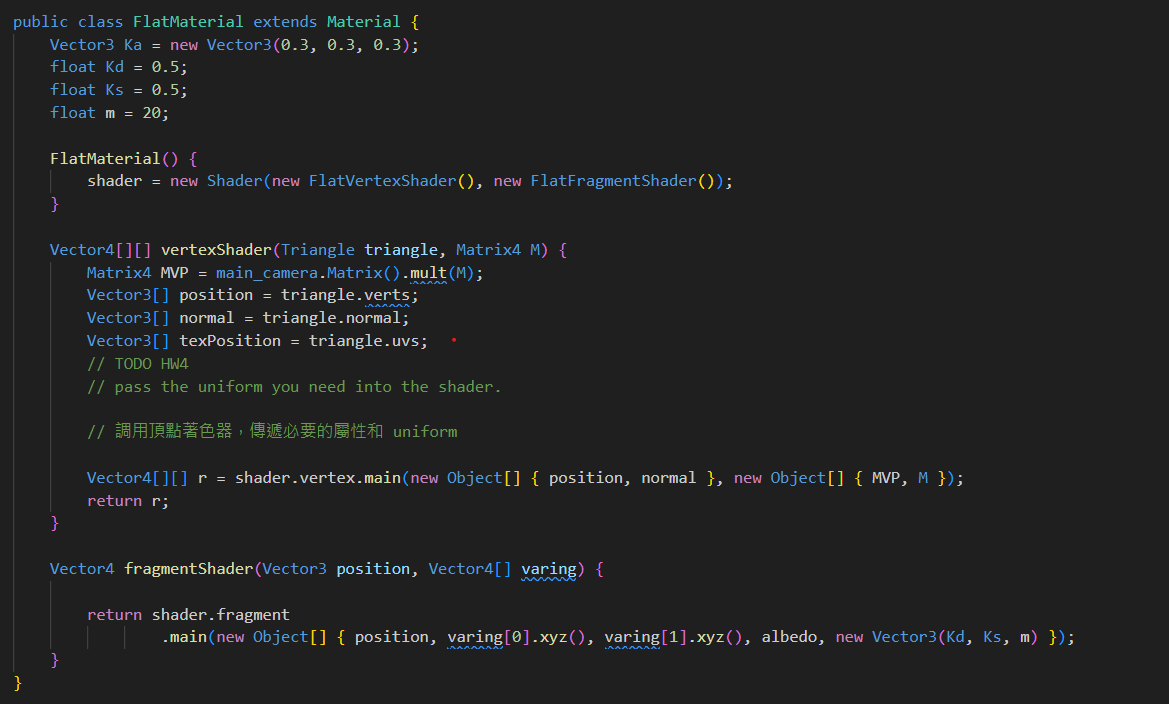 public class FlatMaterial extends Material {
    Vector3 Ka = new Vector3(0.3, 0.3, 0.3);
    float Kd = 0.5;
    float Ks = 0.5;
    float m = 20;

    FlatMaterial() {
        shader = new Shader(new FlatVertexShader(), new FlatFragmentShader());
    }

    Vector4[][] vertexShader(Triangle triangle, Matrix4 M) {
        Matrix4 MVP = main_camera.Matrix().mult(M);
        Vector3[] position = triangle.verts;
        Vector3[] normal = triangle.normal;
        Vector3[] texPosition = triangle.uvs;
        // TODO HW4
        // pass the uniform you need into the shader.

        // 調用頂點著色器，傳遞必要的屬性和 uniform

        Vector4[][] r = shader.vertex.main(new Object[] { position, normal }, new Object[] { MVP, M });
        return r;
    }

    Vector4 fragmentShader(Vector3 position, Vector4[] varing) {

        return shader.fragment
                .main(new Object[] { position, varing[0].xyz(), varing[1].xyz(), albedo, new Vector3(Kd, Ks, m) });
    }
}